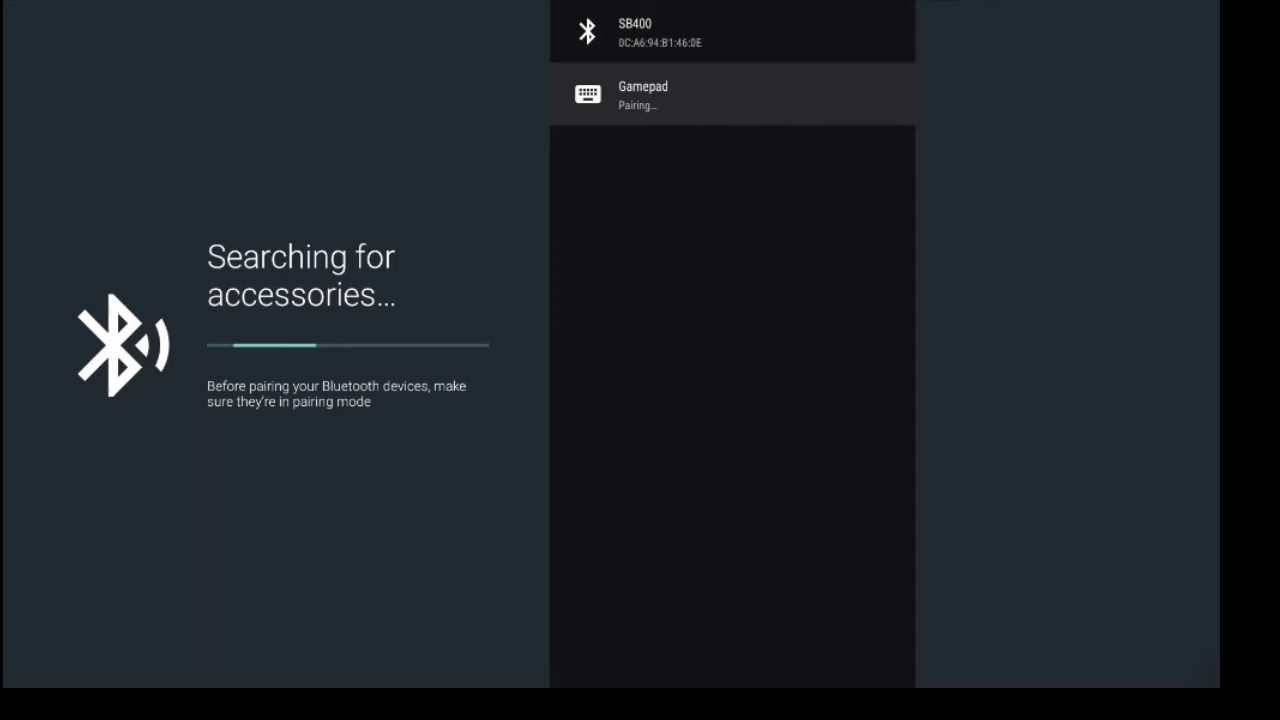 SB400
0C:A6:94:B1:46:0E
Gamepad
Pairing...
Searching for
accessories...
Before pairing your Bluetooth devices, make
sure they're in pairing mode